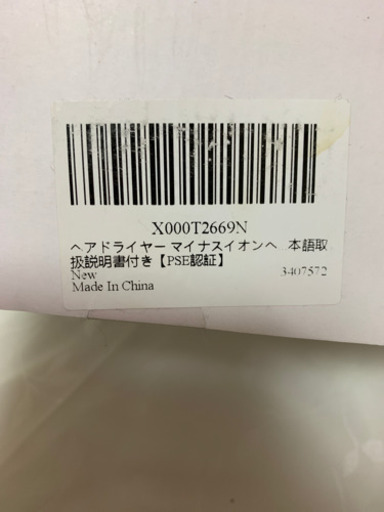 X000T2669N
ヘアドライヤー マイナスイオンヘ 本語取
扱説明書付き【PSE認証】
New
3407572
Made In China